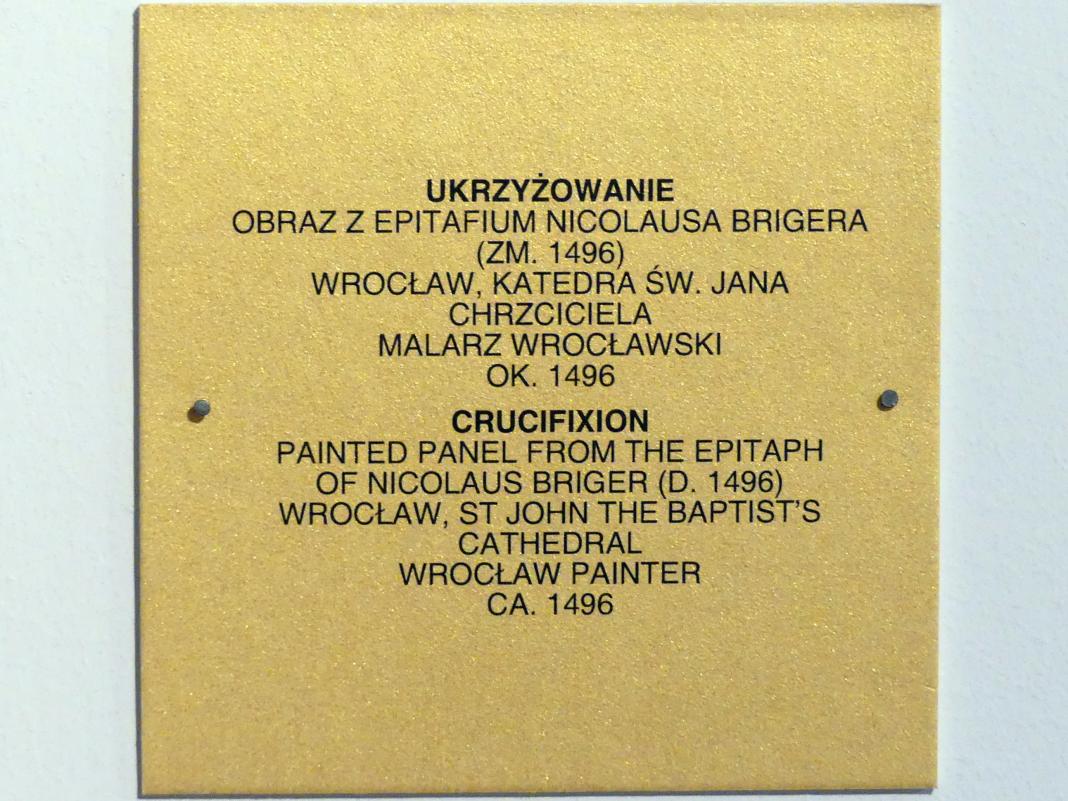 UKRZYŻOWANIE
OBRAZ Z EPITAFIUM NICOLAUSA BRIGERA
(ZM. 1496)
WROCŁAW, KATEDRA ŚW. JANA
CHRZCICIELA
MALARZ WROCŁAWSKI
OK. 1496
CRUCIFIXION
PAINTED PANEL FROM THE EPITAPH
OF NICOLAUS BRIGER (D. 1496)
WROCŁAW, ST JOHN THE BAPTIST'S
CATHEDRAL
WROCŁAW PAINTER
CA. 1496